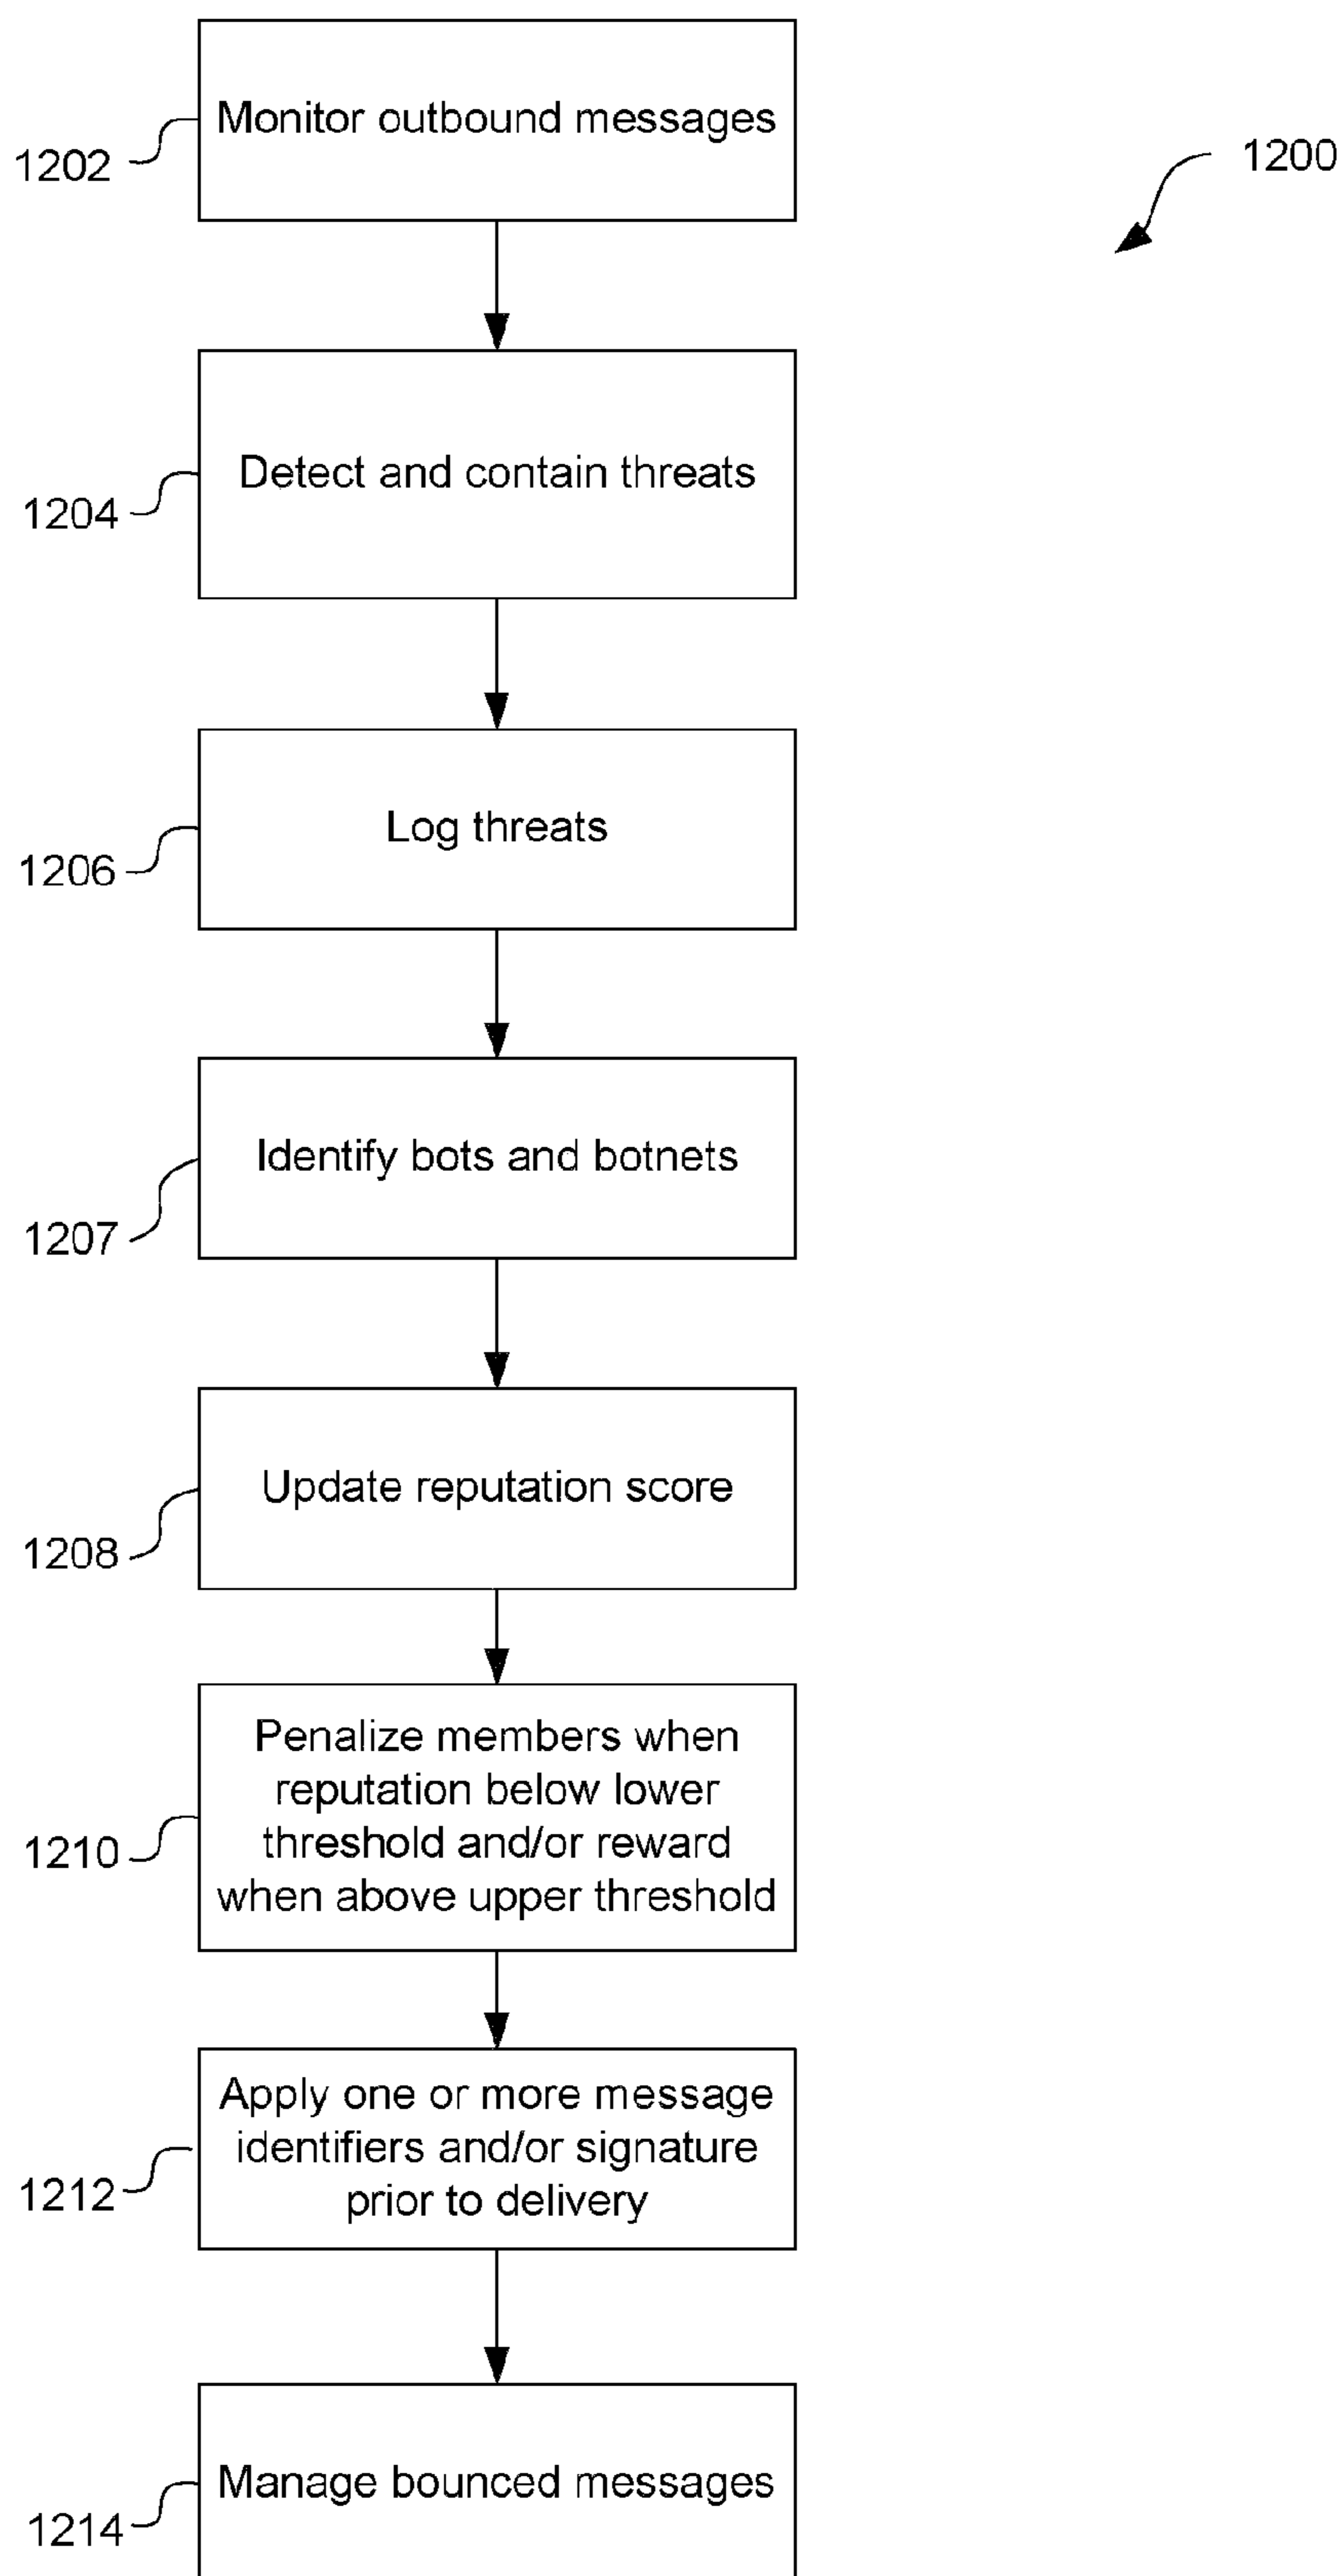 Monitor outbound messages
1202
1200
Detect and contain threats
1204
Log threats
1206
Identify bots and botnets
1207
Update reputation score
1208
Penalize members when
reputation below lower
threshold and/or reward
when above upper threshold
1210
Apply one or more message
identifiers and/or signature
prior to delivery
1212
Manage bounced messages
1214